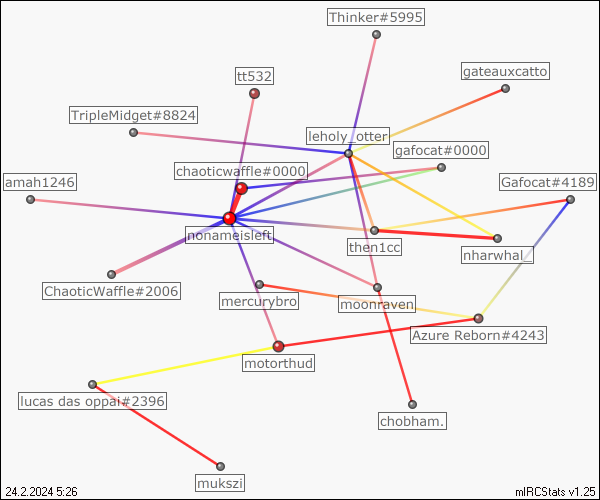 Thinker#5995
gateauxcatto
tt532
TripleMidget#8824
leholy_otter
gafocat#0000
chaoticwaffle#0000
amah1246
Gafocat#4189
nonameisleft
then1cc
nharwhal_
ChaoticWaffle#2006
mercurybro
moonraven
Azure Reborn#4243
motorthud
lucas das oppai#2396
chobham.
mukszi
24.2.2024 5:26
mIRCStats v1.25